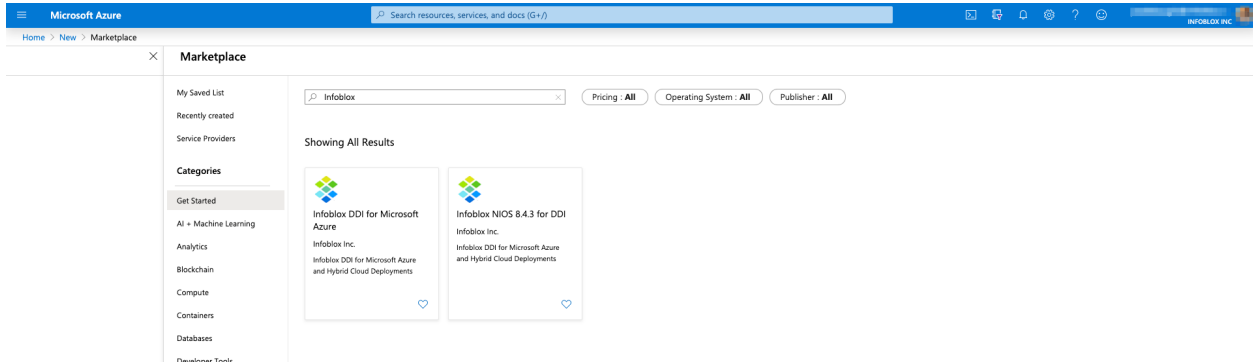 Microsoft Azure
Search resources, services, and docs (G+/)
INFOBLOX INC
Home > New > Marketplace
Marketplace
My Saved List
Recently created
Service Providers
Categories
Get Started
AI + Machine Learning
Analytics
Blockchain
Compute
Containers
Databases
Developer Tools
Infoblox
Pricing : All
Operating System : All
Publisher : All
Showing All Results
Infoblox DDI for Microsoft
Azure
Infoblox Inc.
Infoblox DDI for Microsoft Azure
and Hybrid Cloud Deployments
Infoblox NIOS 8.4.3 for DDI
Infoblox Inc.
Infoblox DDI for Microsoft Azure
and Hybrid Cloud Deployments